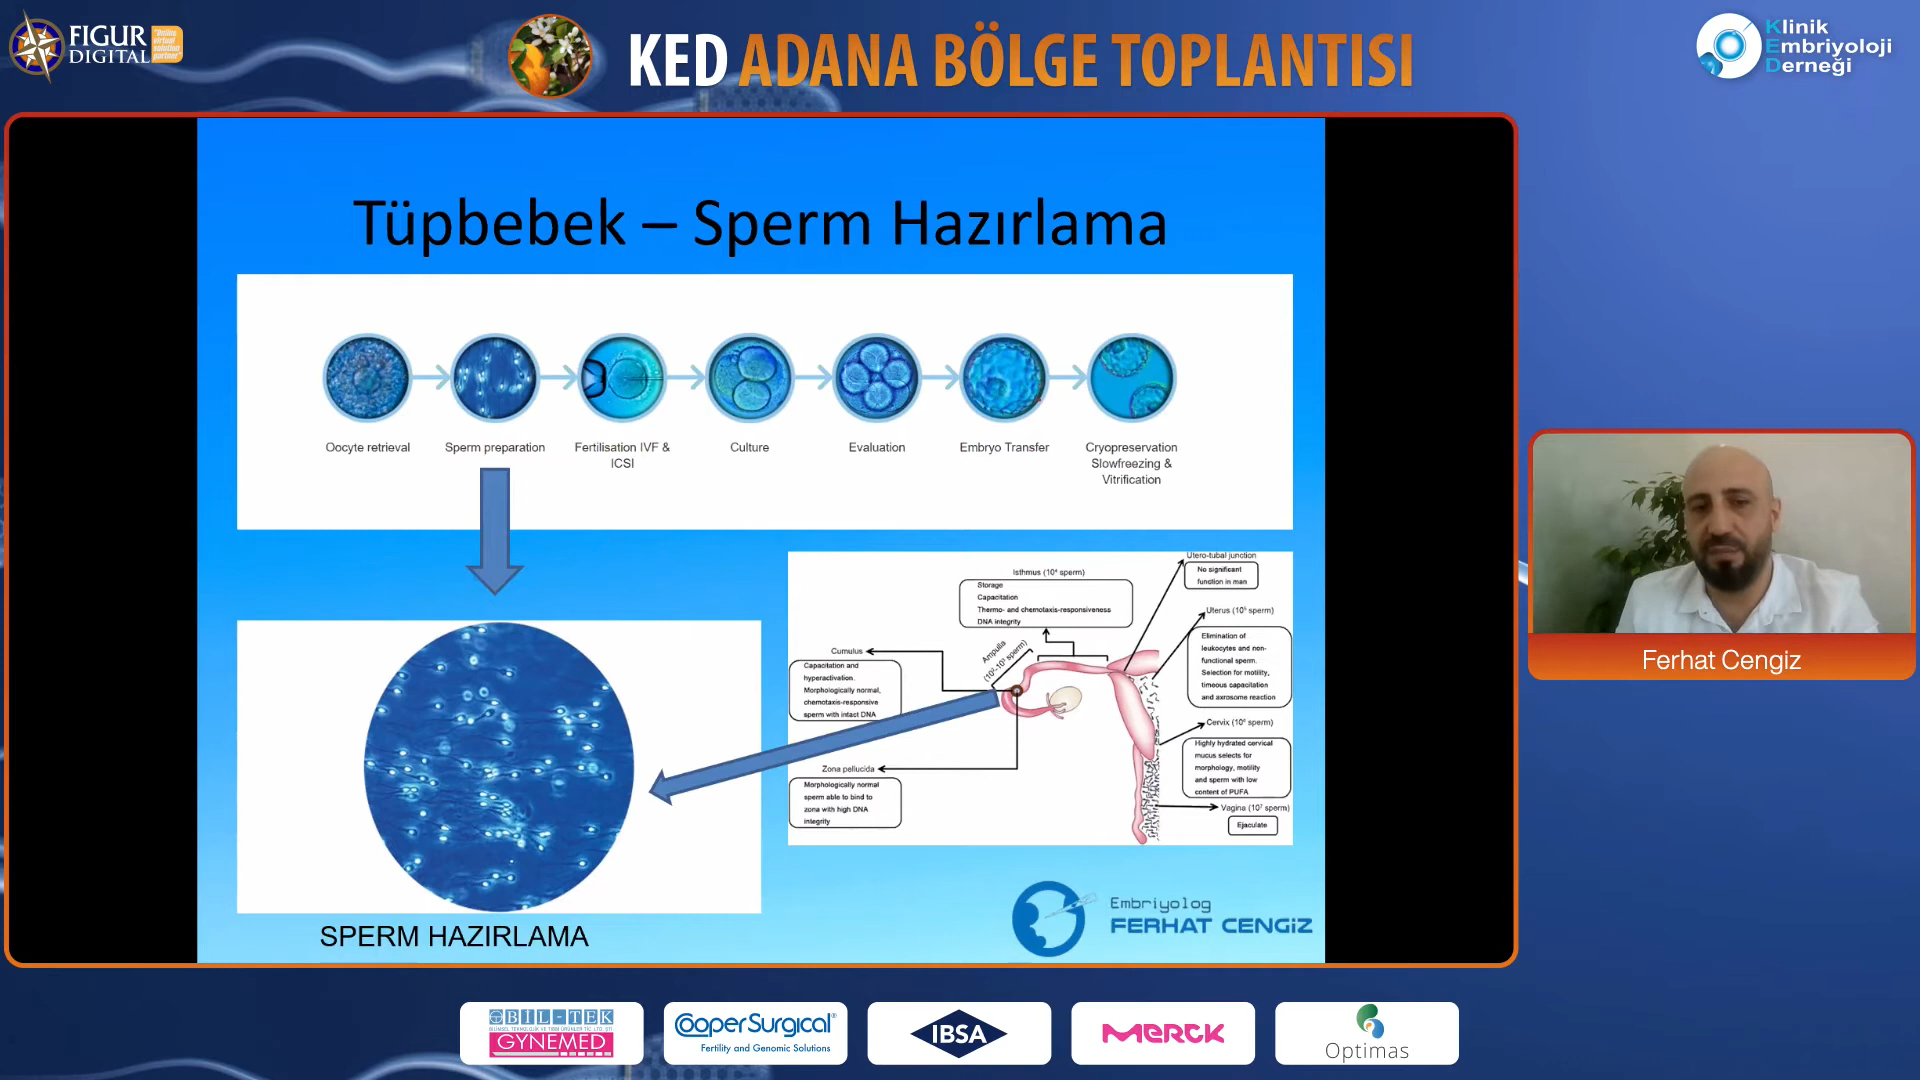 FIGUR
DIGITAL
"Online
virtual
solution
partner"
KED ADANA BÖLGE TOPLANTISI
Klinik
Embriyoloji
Derneği
Tüpbebek – Sperm Hazırlama
Oocyte retrieval
Sperm preparation
Fertilisation IVF &
ICSI
Culture
Evaluation
Embryo Transfer
Cryopreservation
Slowfreezing &
Vitrification
Utero-tubal junction
No significant
function in man
Isthmus (10⁴ sperm)
Storage
Capacitation
Thermo- and chemotaxis-responsiveness
DNA integrity
Uterus (10⁵ sperm)
Elimination of
leukocytes and non-
functional sperm.
Selection for motility,
timeous capacitation
and axrosome reaction
Ampulla
(10²-10³ sperm)
Cumulus
Capacitation and
hyperactivation.
Morphologically normal,
chemotaxis-responsive
sperm with intact DNA
Cervix (10⁶ sperm)
Highly hydrated cervical
mucus selects for
morphology, motility
and sperm with low
content of PUFA
Zona pellucida
Morphologically normal
sperm able to bind to
zona with high DNA
integrity
Vagina (10⁷ sperm)
Ejaculate
SPERM HAZIRLAMA
Embriyolog
FERHAT CENGİZ
Ferhat Cengiz
BİL-TEK
GYNEMED
CooperSurgical®
Fertility and Genomic Solutions
IBSA
MERCK
Optimas